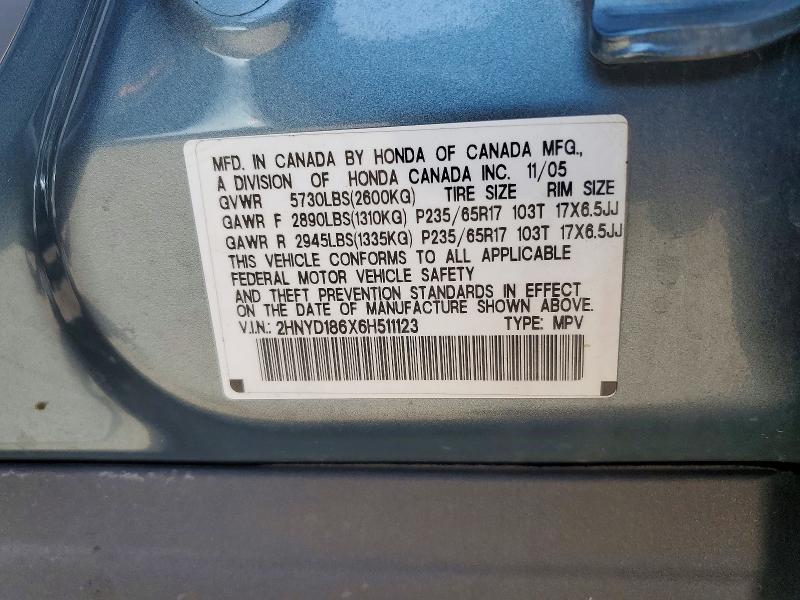 MFD. IN CANADA BY HONDA OF CANADA MFG.,
A DIVISION OF HONDA CANADA INC. 11/05
GVWR 5730LBS(2600KG) TIRE SIZE RIM SIZE
GAWR F 2890LBS(1310KG) P235/65R17 103T 17X6.5JJ
GAWR R 2945LBS(1335KG) P235/65R17 103T 17X6.5JJ
THIS VEHICLE CONFORMS TO ALL APPLICABLE
FEDERAL MOTOR VEHICLE SAFETY
AND THEFT PREVENTION STANDARDS IN EFFECT
ON THE DATE OF MANUFACTURE SHOWN ABOVE.
V.I.N.: 2HNYD186X6H511123 TYPE: MPV